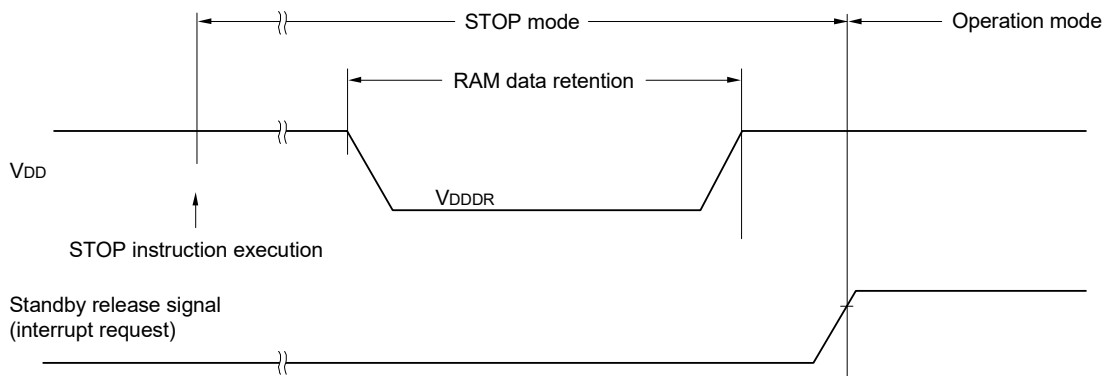 STOP mode
Operation mode
RAM data retention
VDD
VDDDR
STOP instruction execution
Standby release signal
(interrupt request)